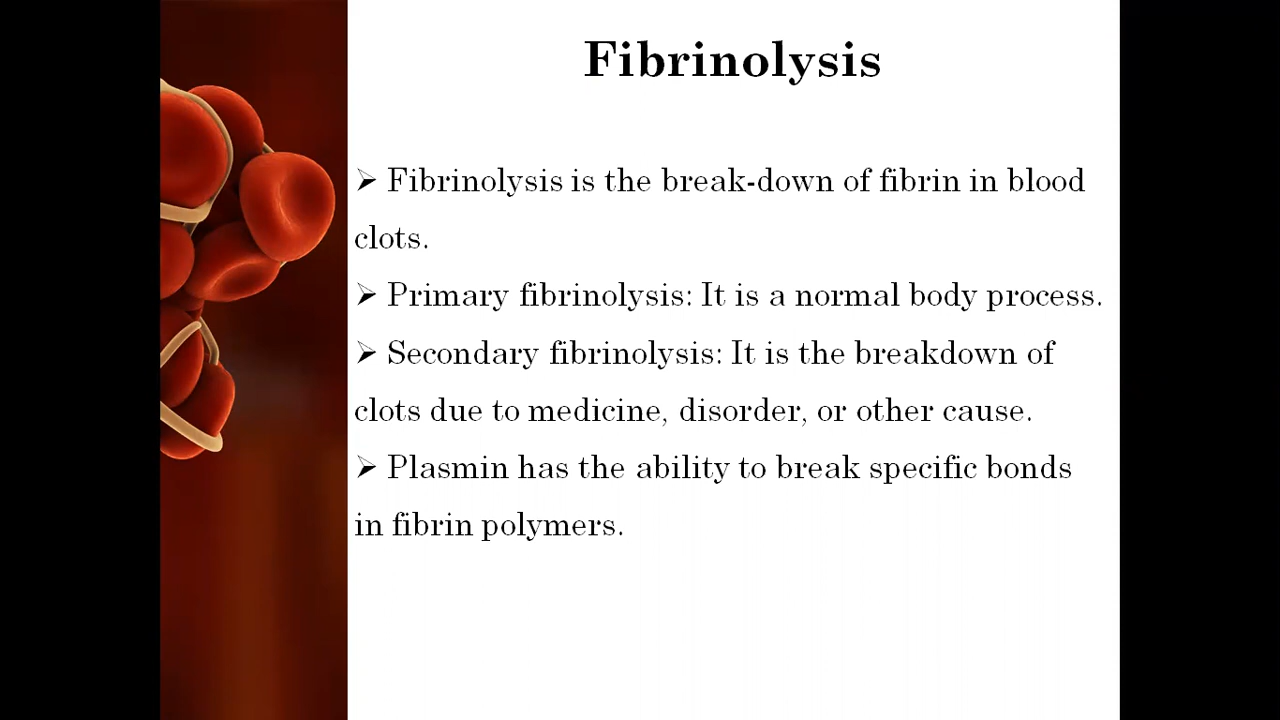 Fibrinolysis
➢ Fibrinolysis is the break-down of fibrin in blood
clots.
➢ Primary fibrinolysis: It is a normal body process.
➢ Secondary fibrinolysis: It is the breakdown of
clots due to medicine, disorder, or other cause.
➢ Plasmin has the ability to break specific bonds
in fibrin polymers.